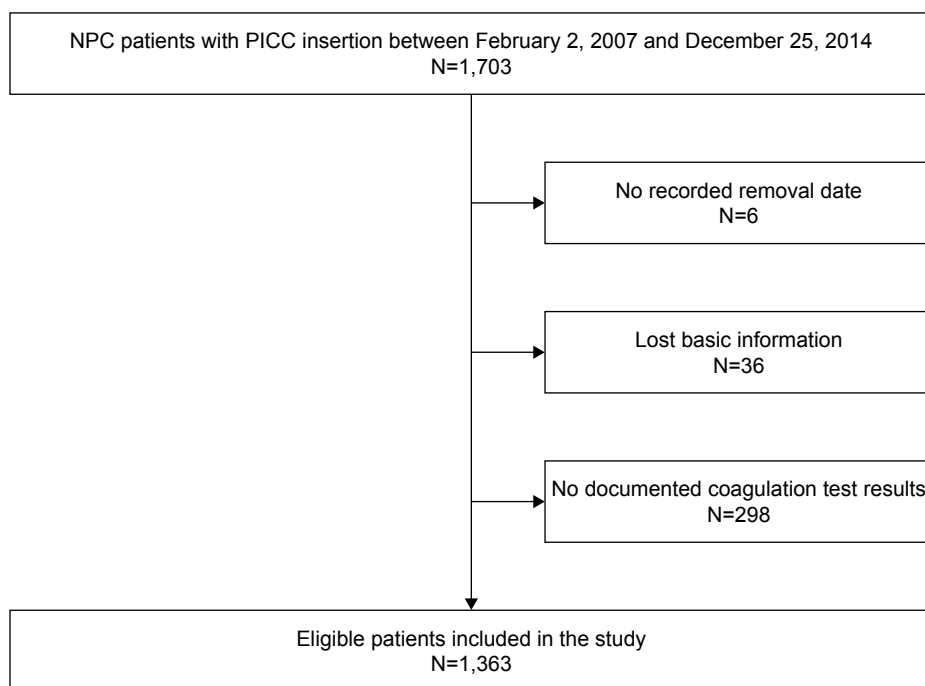 NPC patients with PICC insertion between February 2, 2007 and December 25, 2014
N=1,703
No recorded removal date
N=6
Lost basic information
N=36
No documented coagulation test results
N=298
Eligible patients included in the study
N=1,363